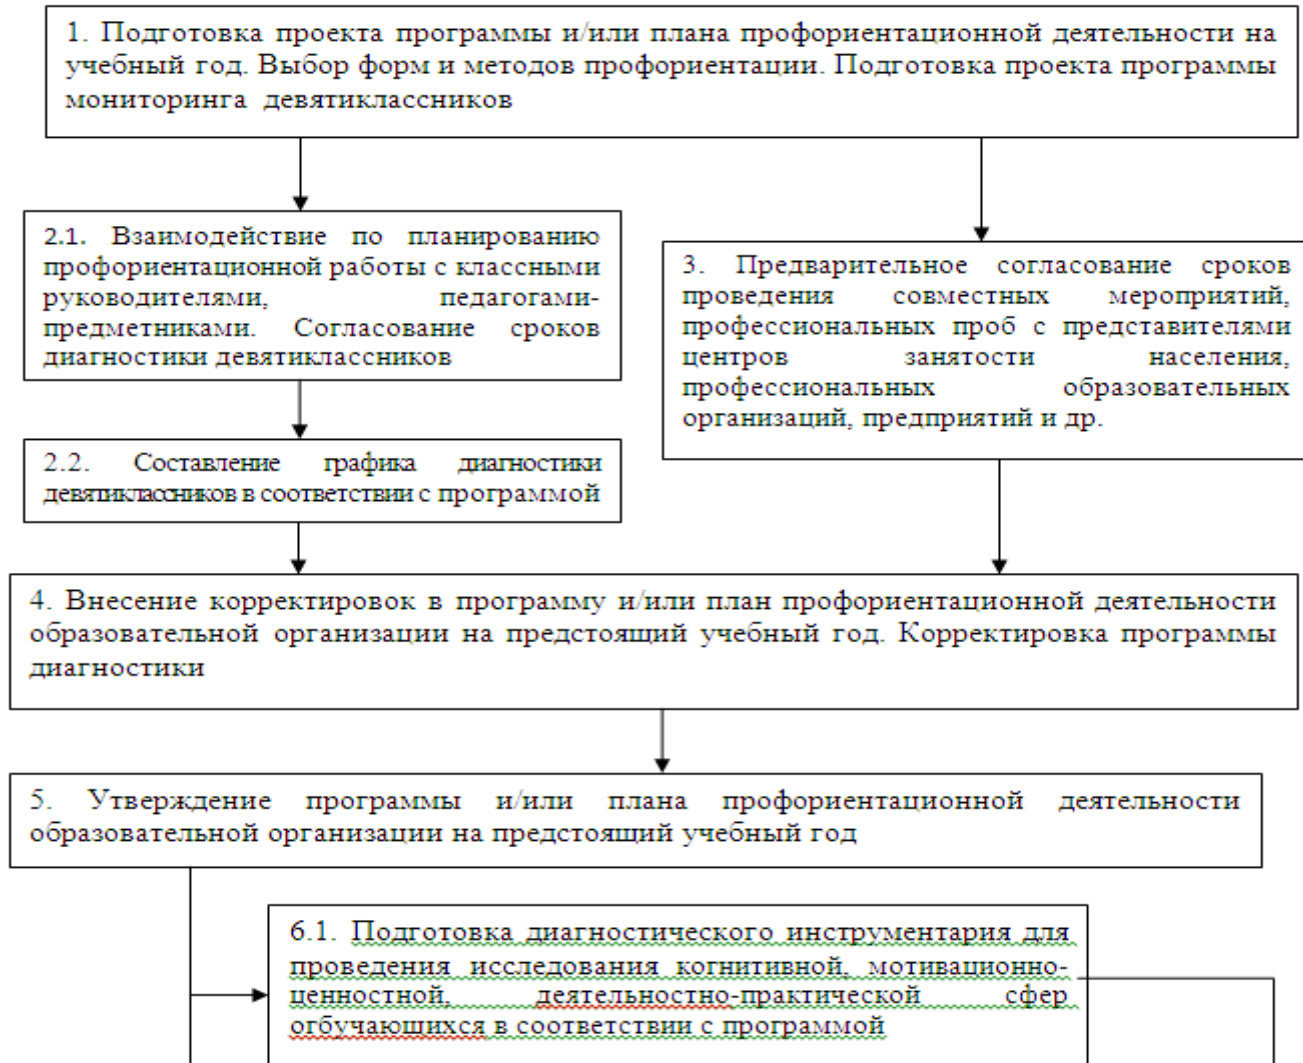 1. Подготовка проекта программы и/или плана профориентационной деятельности на
учебный год. Выбор форм и методов профориентации. Подготовка проекта программы
мониторинга девятиклассников
2.1. Взаимодействие по планированию
профориентационной работы с классными
руководителями, педагогами-
предметниками. Согласование сроков
диагностики девятиклассников
3. Предварительное согласование сроков
проведения совместных мероприятий,
профессиональных проб с представителями
центров занятости населения,
профессиональных образовательных
организаций, предприятий и др.
2.2. Составление графика диагностики
девятиклассников в соответствии с программой
4. Внесение корректировок в программу и/или план профориентационной деятельности
образовательной организации на предстоящий учебный год. Корректировка программы
диагностики
5. Утверждение программы и/или плана профориентационной деятельности
образовательной организации на предстоящий учебный год
6.1. Подготовка диагностического инструментария для
проведения исследования когнитивной, мотивационно-
ценностной, деятельностно-практической сфер
огбучающихся в соответствии с программой